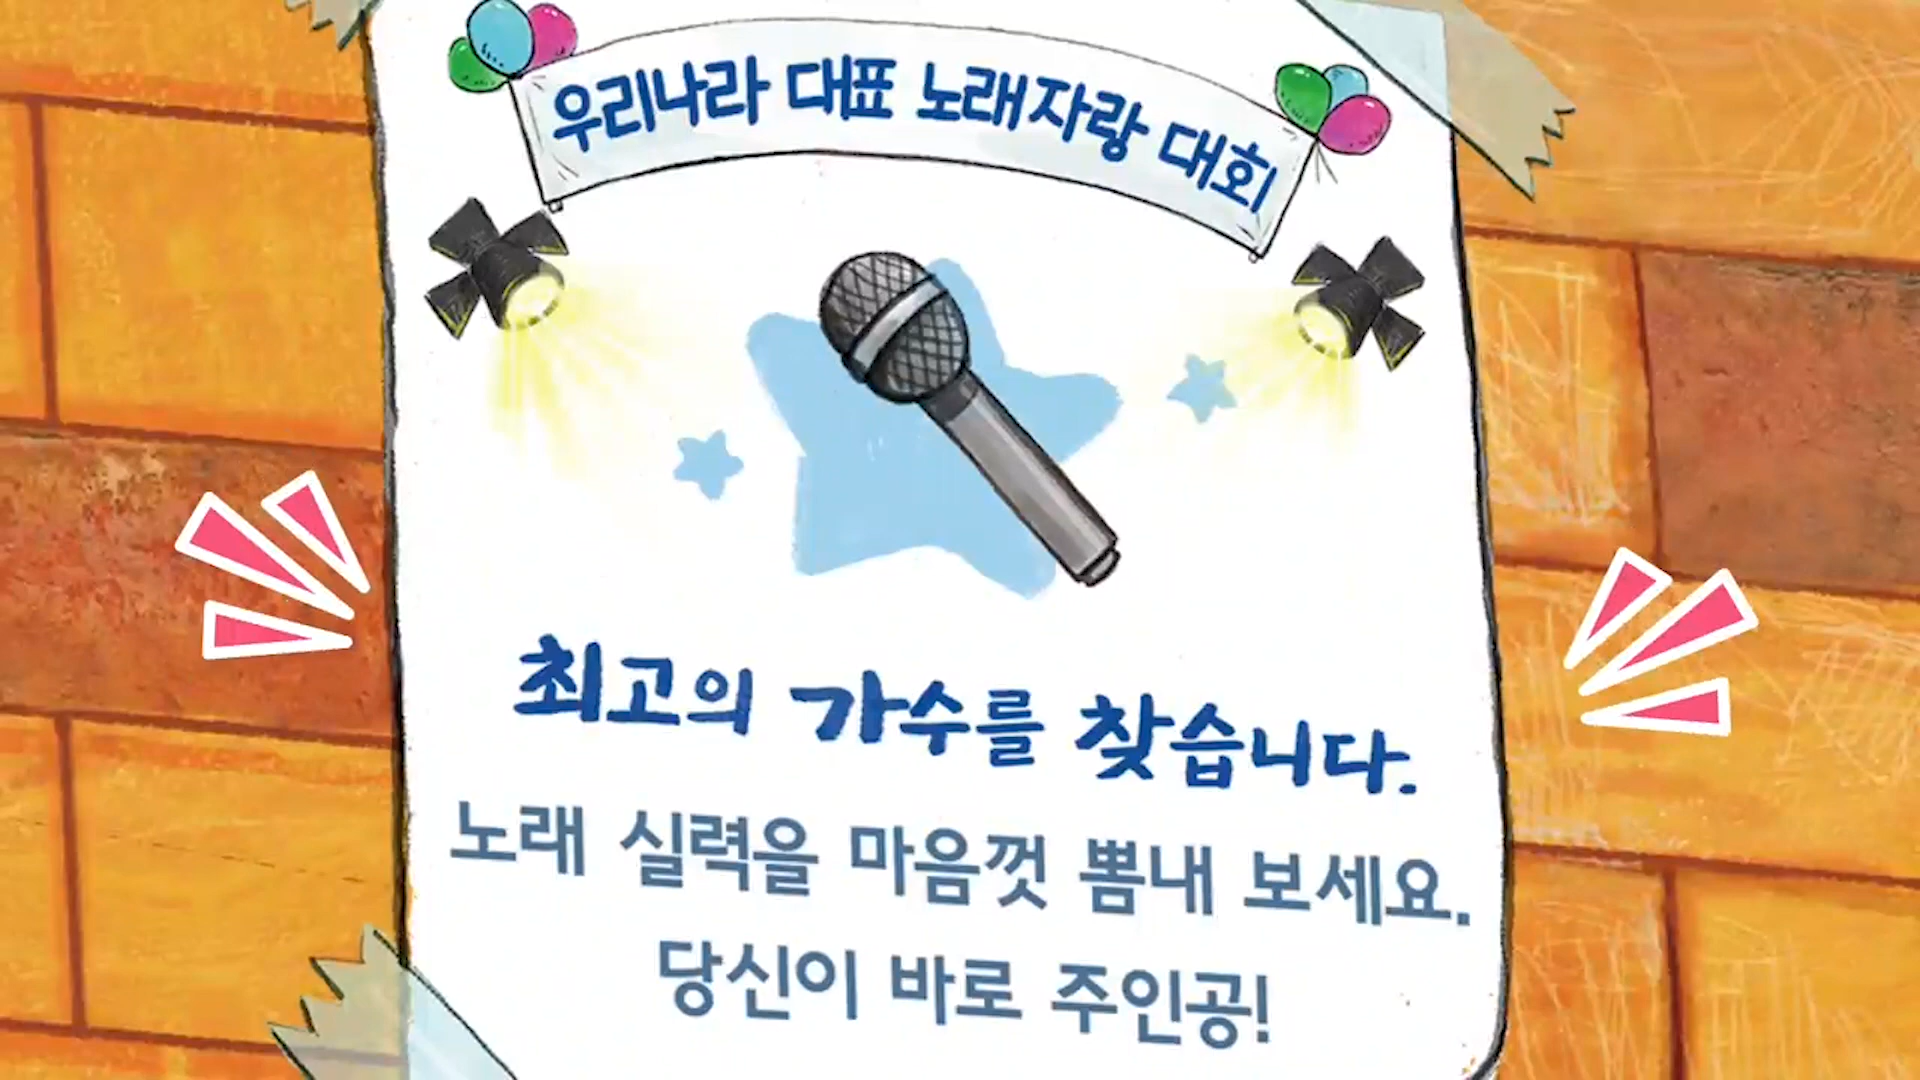 우리나라 대표 노래자랑 대회
최고의 가수를 찾습니다.
노래 실력을 마음껏 뽐내 보세요.
당신이 바로 주인공!